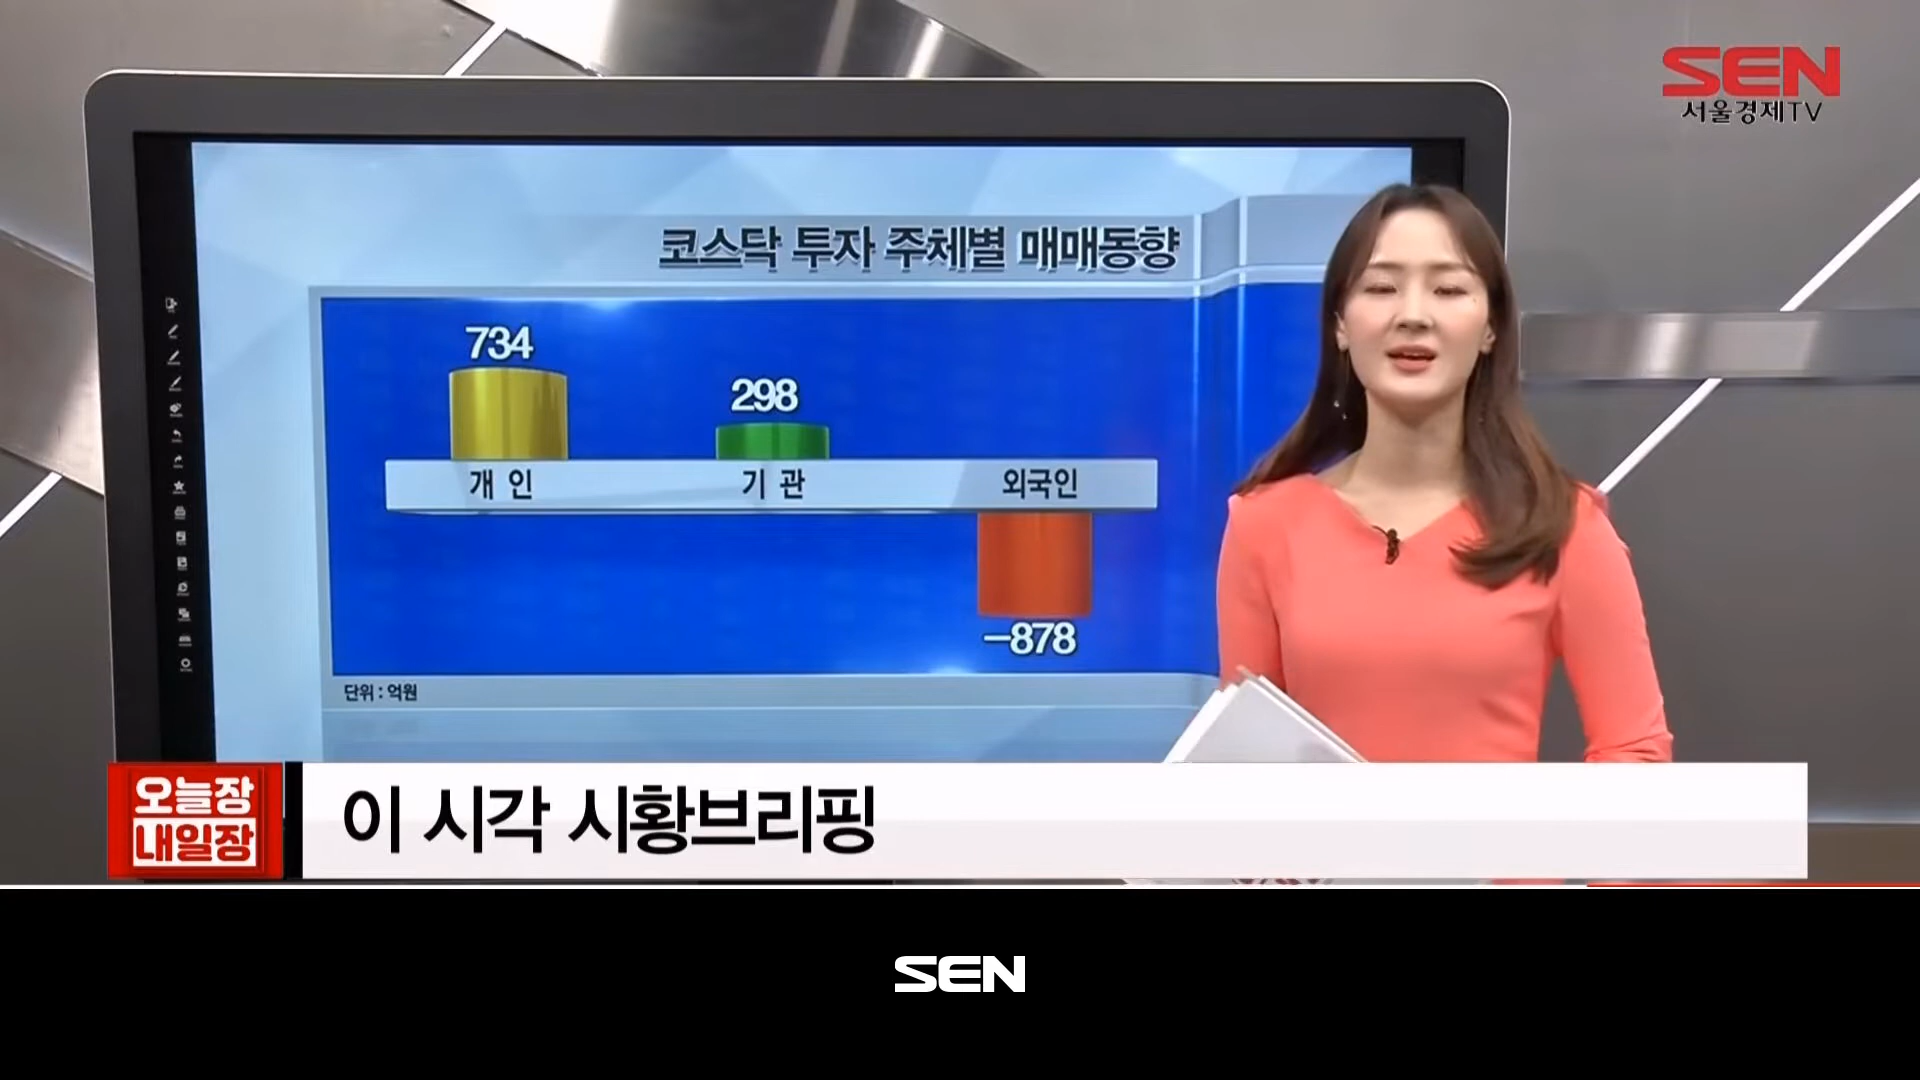 SEN
서울경제TV
코스닥 투자 주체별 매매동향
734
298
개 인
기 관
외국인
-878
단위 : 억원
오늘장
내일장
이 시각 시황브리핑
SEN